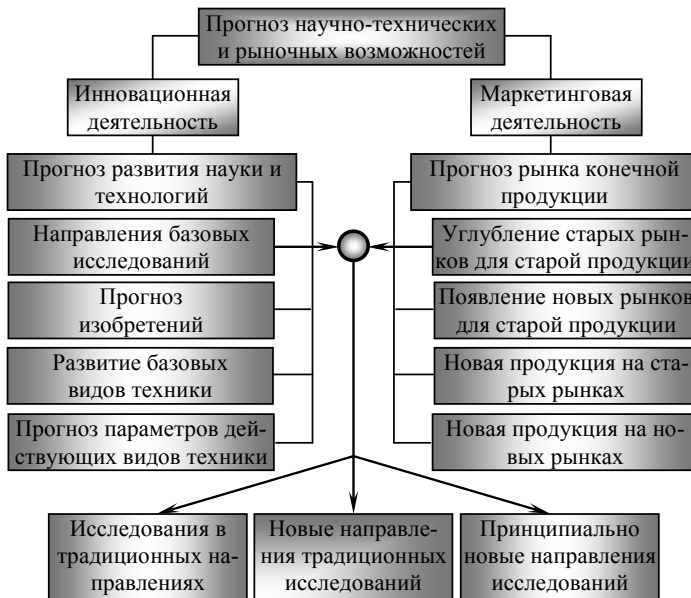 Прогноз научно-технических
и рыночных возможностей
Инновационная
деятельность
Маркетинговая
деятельность
Прогноз развития науки и
технологий
Прогноз рынка конечной
продукции
Направления базовых
исследований
Углубление старых рын-
ков для старой продукции
Прогноз
изобретений
Появление новых рынков
для старой продукции
Развитие базовых
видов техники
Новая продукция на ста-
рых рынках
Прогноз параметров дей-
ствующих видов техники
Новая продукция на но-
вых рынках
Исследования в
традиционных на-
правлениях
Новые направле-
ния традиционных
исследований
Принципиально
новые направления
исследований